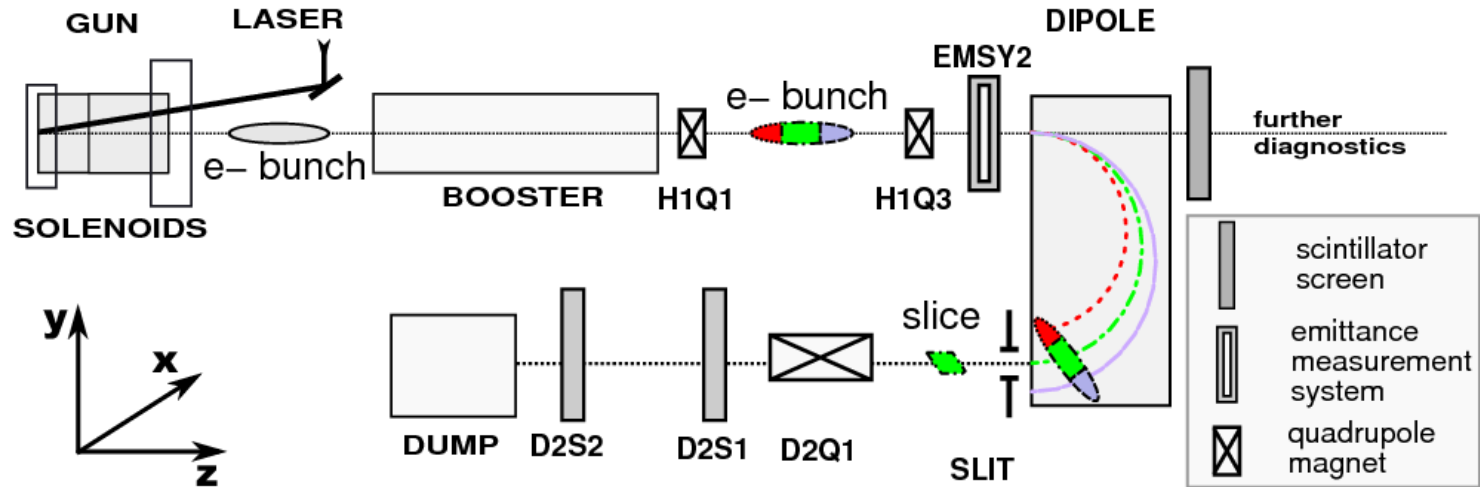 GUN
LASER
DIPOLE
EMSY2
e- bunch
e- bunch
further
diagnostics
BOOSTER
H1Q1
H1Q3
SOLENOIDS
scintillator
screen
y
x
z
slice
emittance
measurement
system
DUMP
D2S2
D2S1
D2Q1
SLIT
quadrupole
magnet